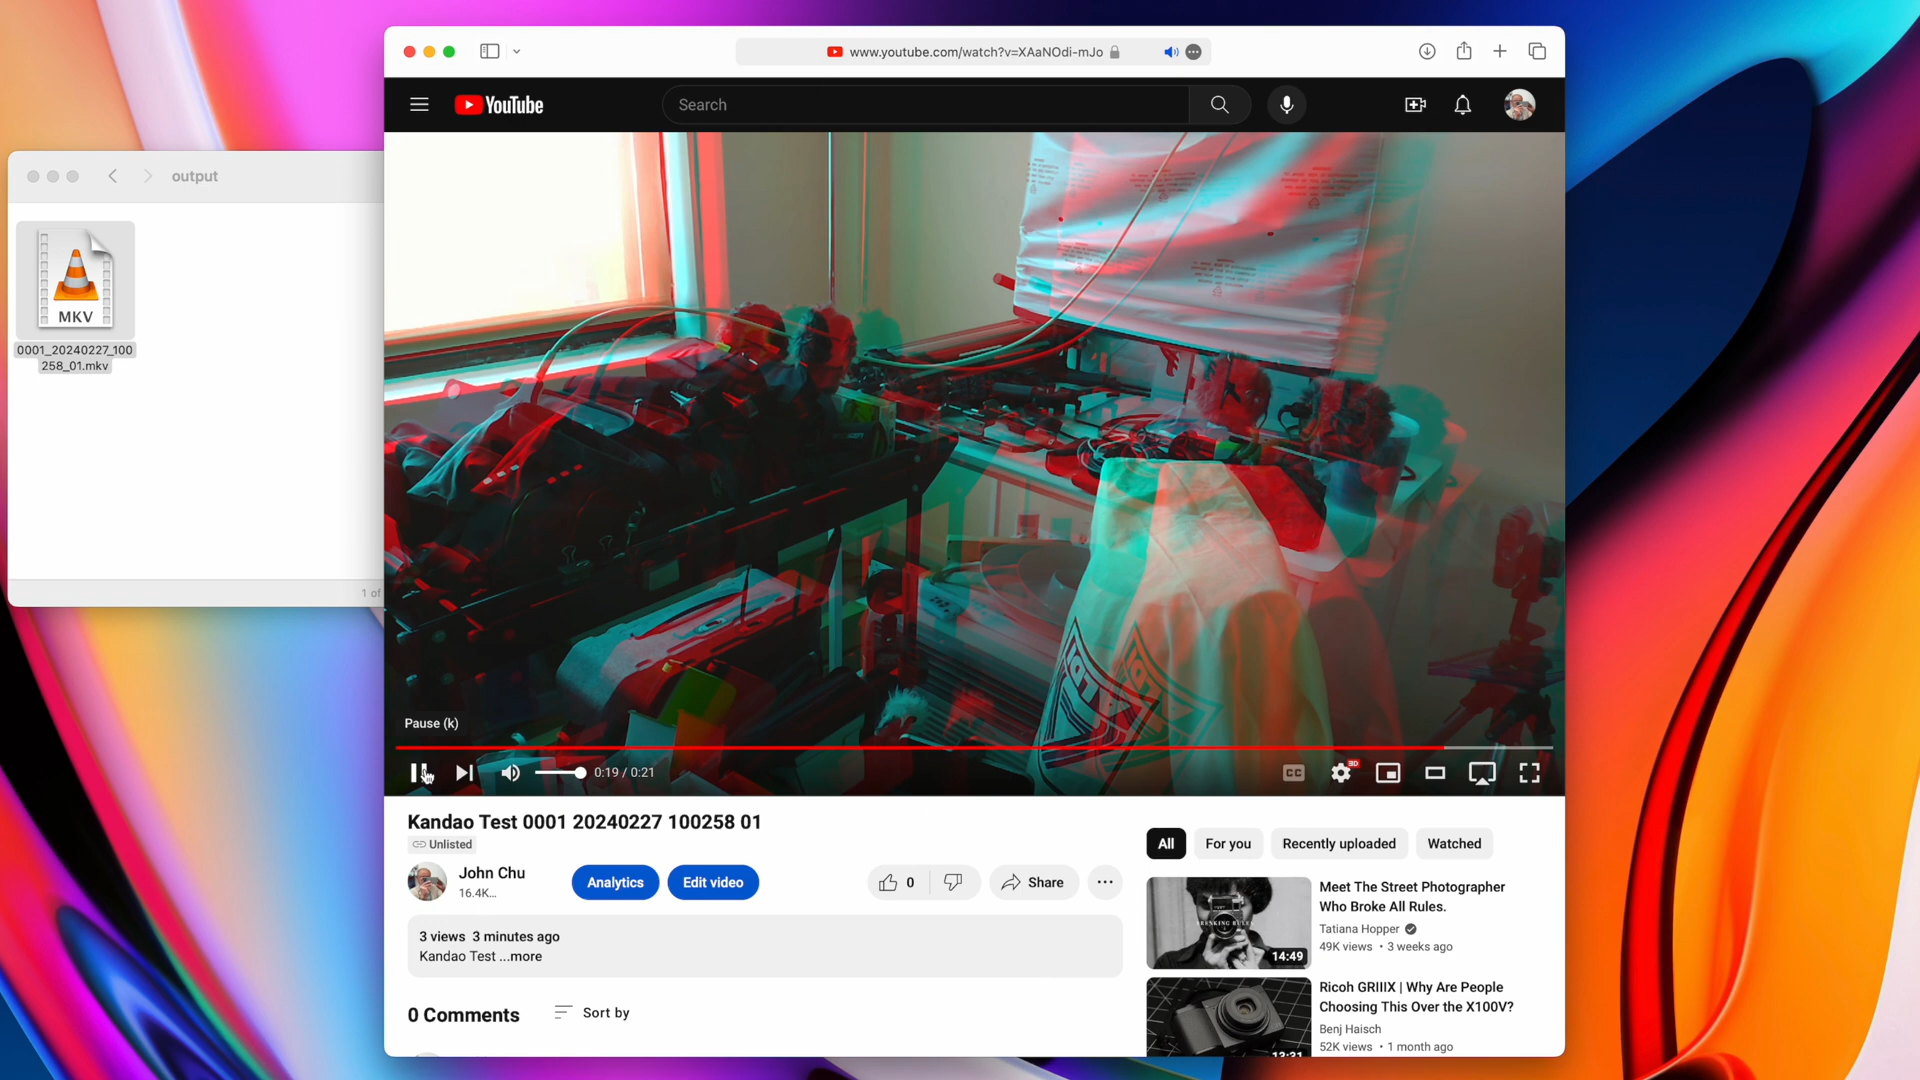 www.youtube.com/watch?v=XAaNOdi-mJo
YouTube
Search
output
MKV
0001_20240227_100
258_01.mkv
1 of
Pause (k)
0:19 / 0:21
CC
3D
Kandao Test 0001 20240227 100258 01
Unlisted
John Chu
16.4K...
Analytics
Edit video
0
Share
3 views 3 minutes ago
Kandao Test ...more
0 Comments
Sort by
All
For you
Recently uploaded
Watched
14:49
Meet The Street Photographer
Who Broke All Rules.
Tatiana Hopper
49K views • 3 weeks ago
13:31
Ricoh GRIIIX | Why Are People
Choosing This Over the X100V?
Benj Haisch
52K views • 1 month ago